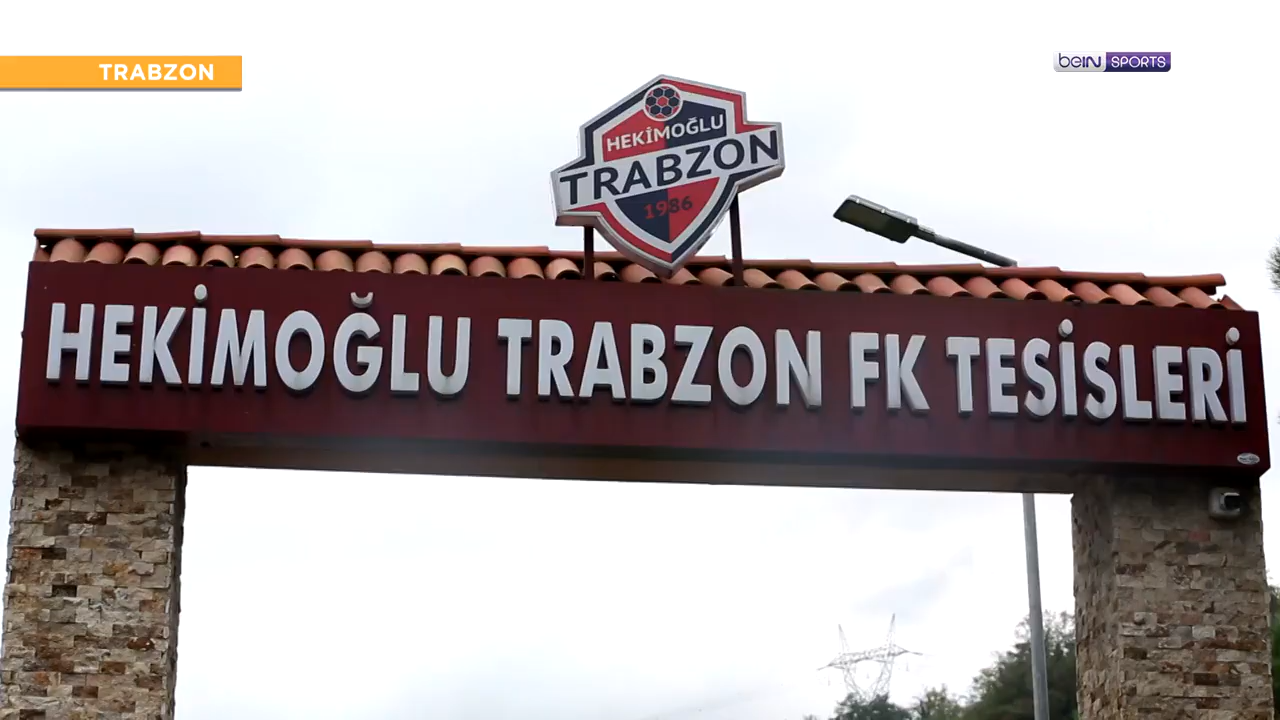 TRABZON
beIN SPORTS
HEKİMOĞLU
TRABZON
1986
HEKİMOĞLU TRABZON FK TESİSLERİ